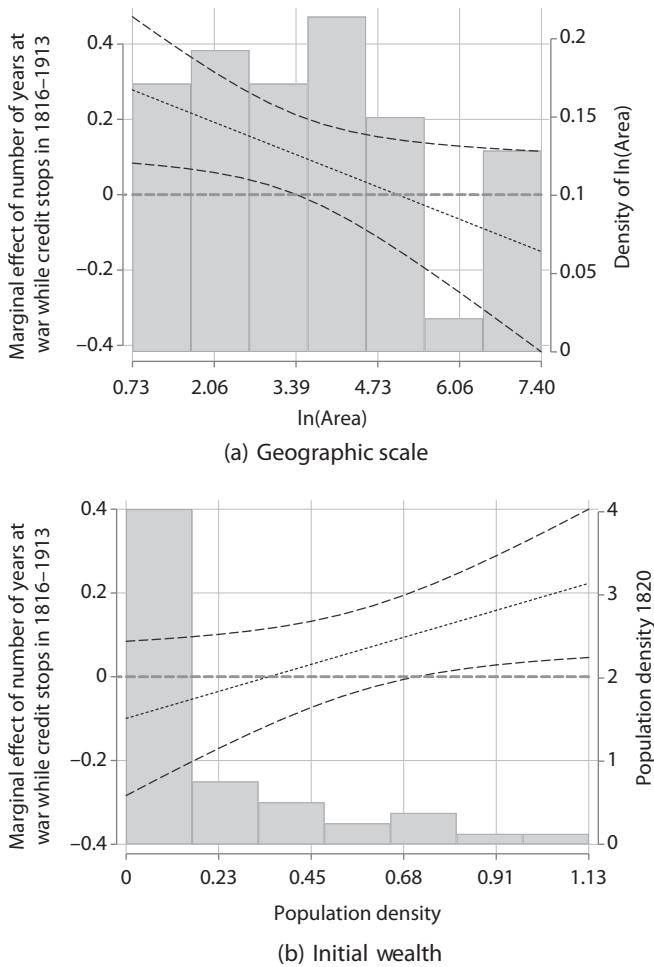 Marginal effect of number of years at
war while credit stops in 1816–1913
0.4
0.2
0
–0.2
–0.4
0.2
0.15
0.1
0.05
0
Density of ln(Area)
0.73 2.06 3.39 4.73 6.06 7.40
ln(Area)
(a) Geographic scale
Marginal effect of number of years at
war while credit stops in 1816–1913
0.4
0.2
0
–0.2
–0.4
4
3
2
1
0
Population density 1820
0 0.23 0.45 0.68 0.91 1.13
Population density
(b) Initial wealth